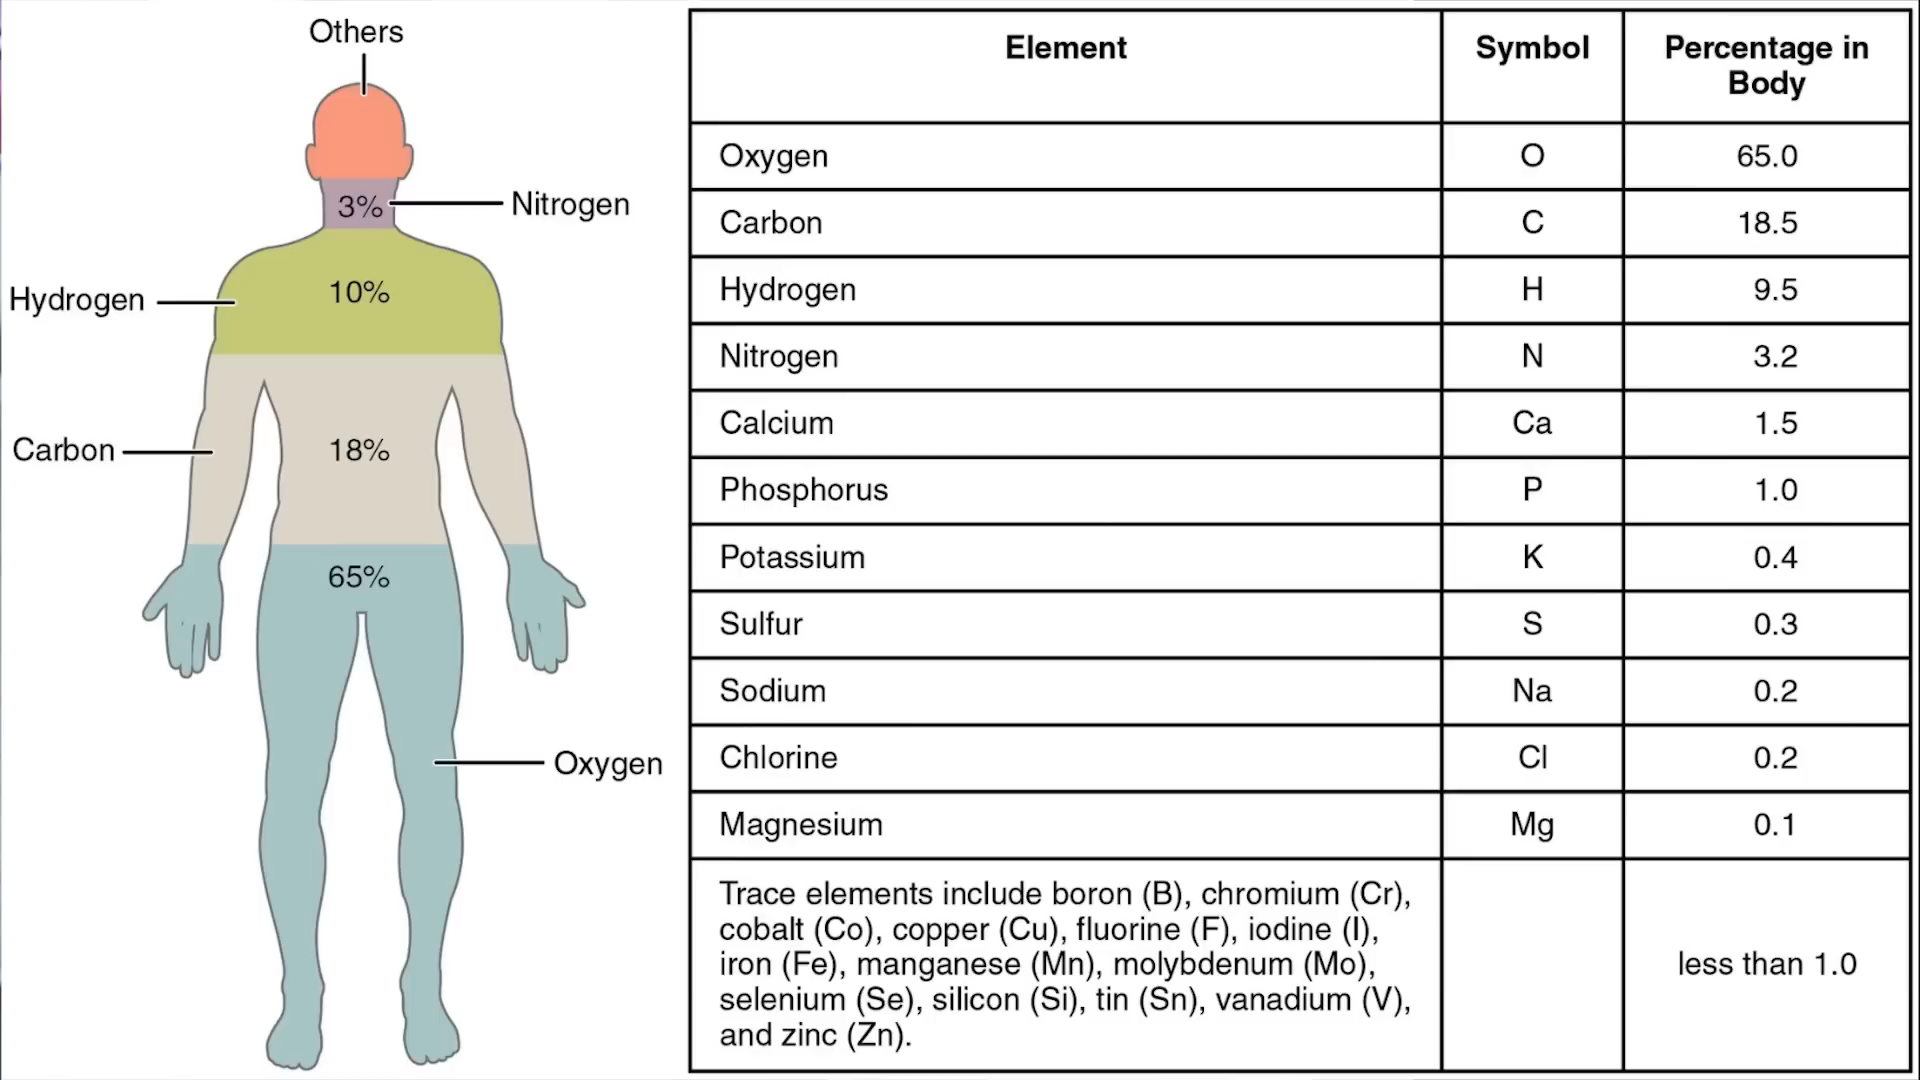 Others
3%
Nitrogen
Hydrogen
10%
Carbon
18%
65%
Oxygen
Element Symbol Percentage in
Body
Oxygen O 65.0
Carbon C 18.5
Hydrogen H 9.5
Nitrogen N 3.2
Calcium Ca 1.5
Phosphorus P 1.0
Potassium K 0.4
Sulfur S 0.3
Sodium Na 0.2
Chlorine Cl 0.2
Magnesium Mg 0.1
Trace elements include boron (B), chromium (Cr),
cobalt (Co), copper (Cu), fluorine (F), iodine (I),
iron (Fe), manganese (Mn), molybdenum (Mo),
selenium (Se), silicon (Si), tin (Sn), vanadium (V),
and zinc (Zn).
less than 1.0